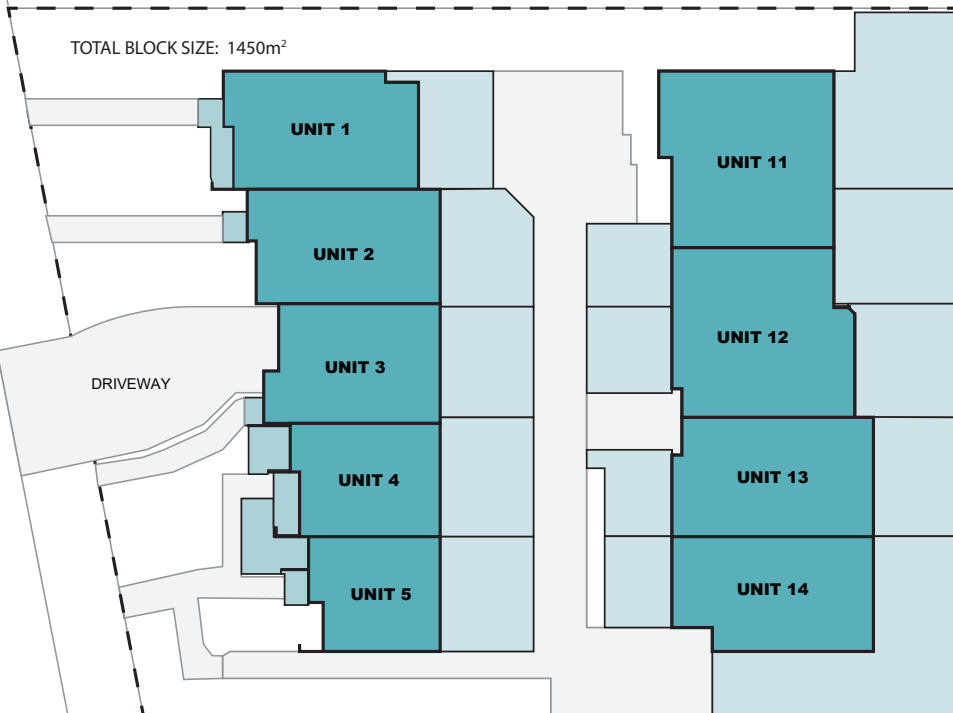 TOTAL BLOCK SIZE: 1450m²
UNIT 1
UNIT 11
UNIT 2
UNIT 12
UNIT 3
DRIVEWAY
UNIT 4
UNIT 13
UNIT 5
UNIT 14